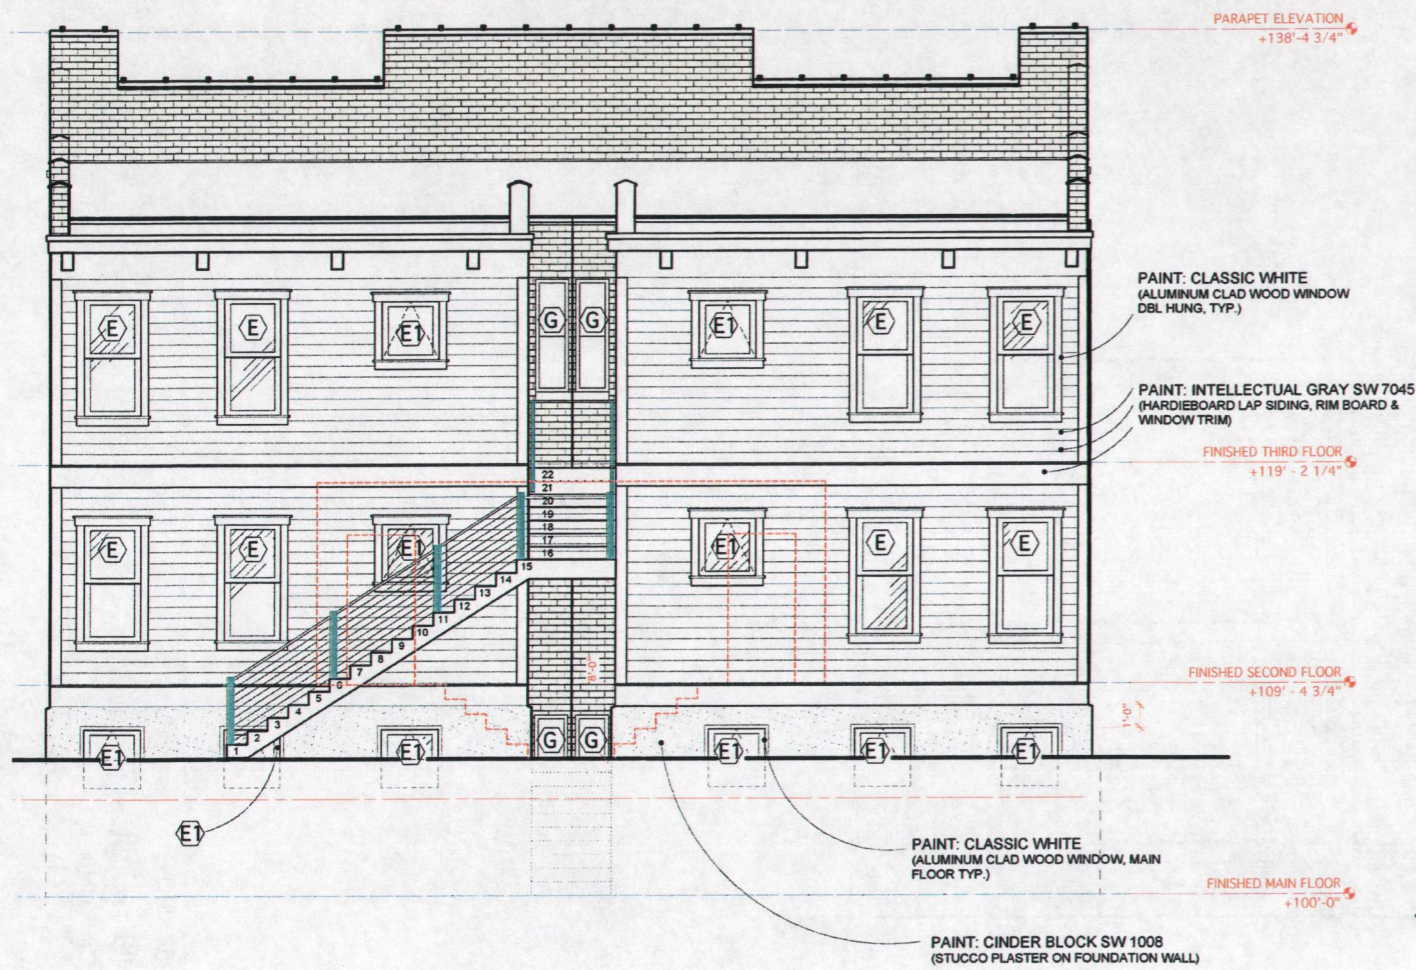 PARAPET ELEVATION
+138'-4 3/4"
PAINT: CLASSIC WHITE
(ALUMINUM CLAD WOOD WINDOW
DBL HUNG, TYP.)
E E E1 G G E1 E E
PAINT: INTELLECTUAL GRAY SW 7045
(HARDIEBOARD LAP SIDING, RIM BOARD &
WINDOW TRIM)
FINISHED THIRD FLOOR
+119' - 2 1/4"
22
21
20
19
18
17
16
E E E1 E1 E E
15
14
13
12
11
10
9
8
7
6
5
4
3
2
1
8'-0"
FINISHED SECOND FLOOR
+109' - 4 3/4"
1'-0"
E1 E1 G G E1 E1 E1
E1
PAINT: CLASSIC WHITE
(ALUMINUM CLAD WOOD WINDOW, MAIN
FLOOR TYP.)
FINISHED MAIN FLOOR
+100'-0"
PAINT: CINDER BLOCK SW 1008
(STUCCO PLASTER ON FOUNDATION WALL)